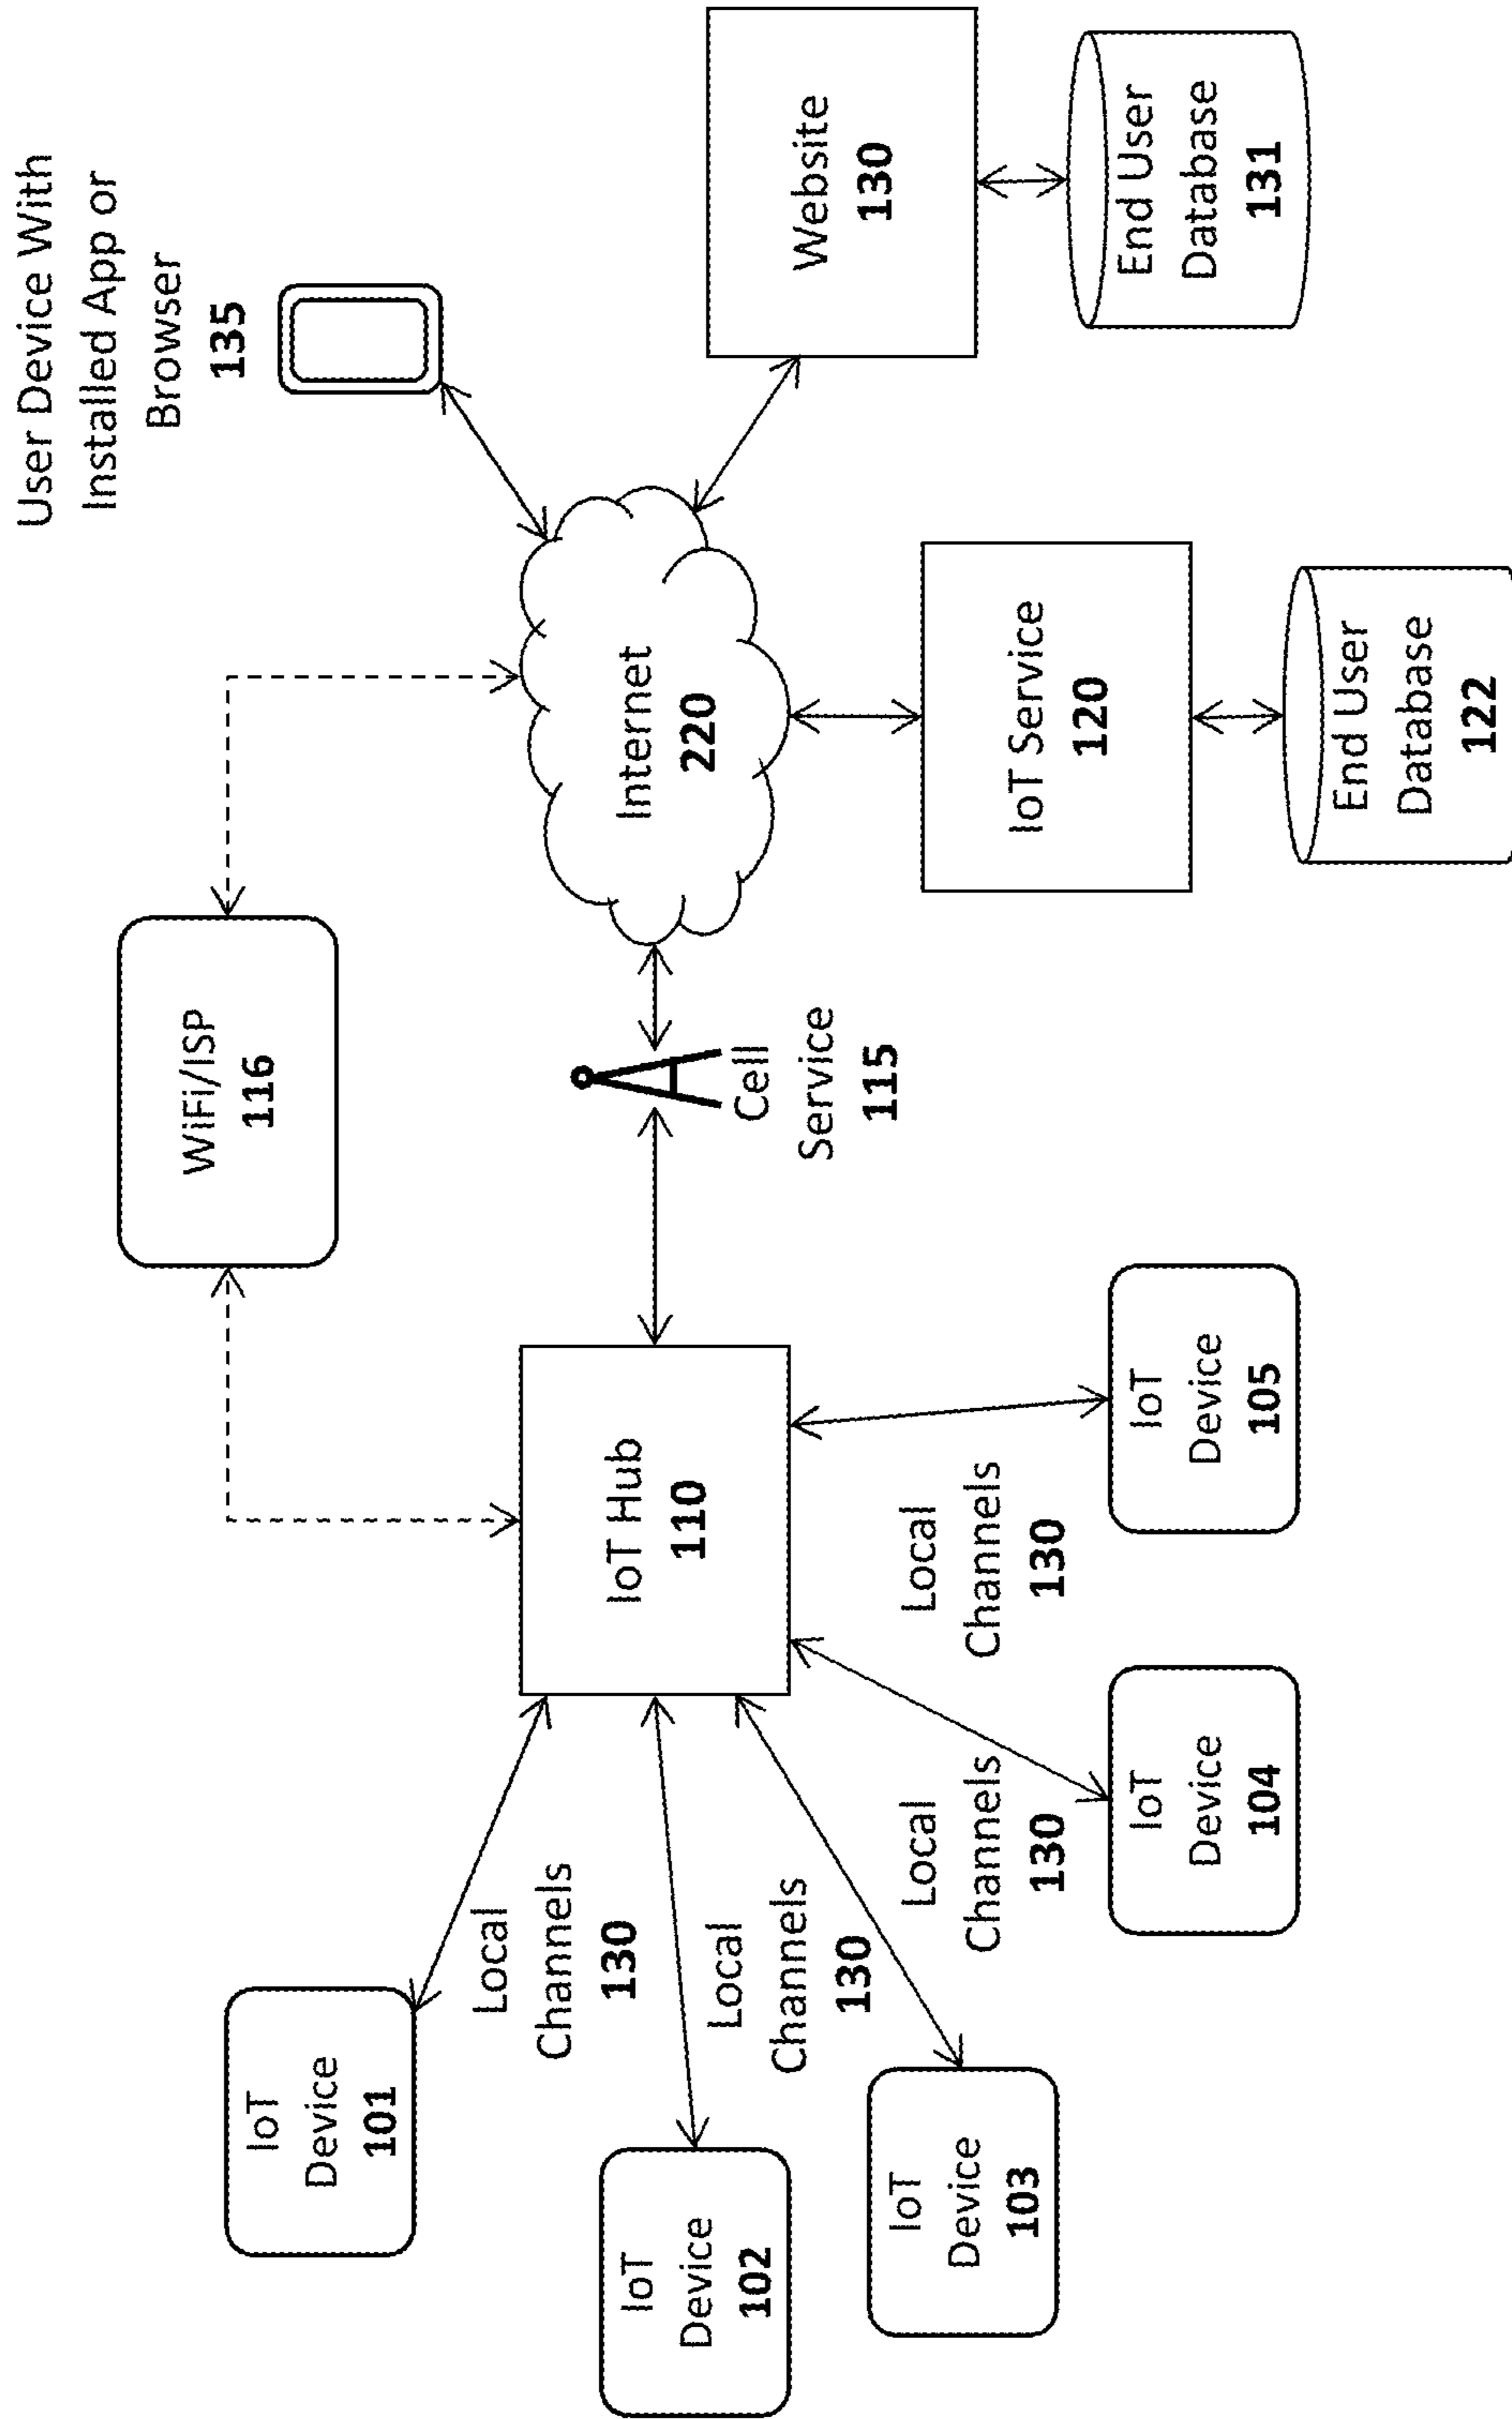 User Device With
Installed App or
Browser
135
WiFi/ISP
116
IoT
Device
101
Local
Channels
130
IoT
Device
102
Local
Channels
130
IoT
Device
103
IoT Hub
110
Cell
Service
115
Internet
220
Website
130
End User
Database
131
Local
Channels
130
IoT
Device
104
Local
Channels
130
IoT
Device
105
IoT Service
120
End User
Database
122